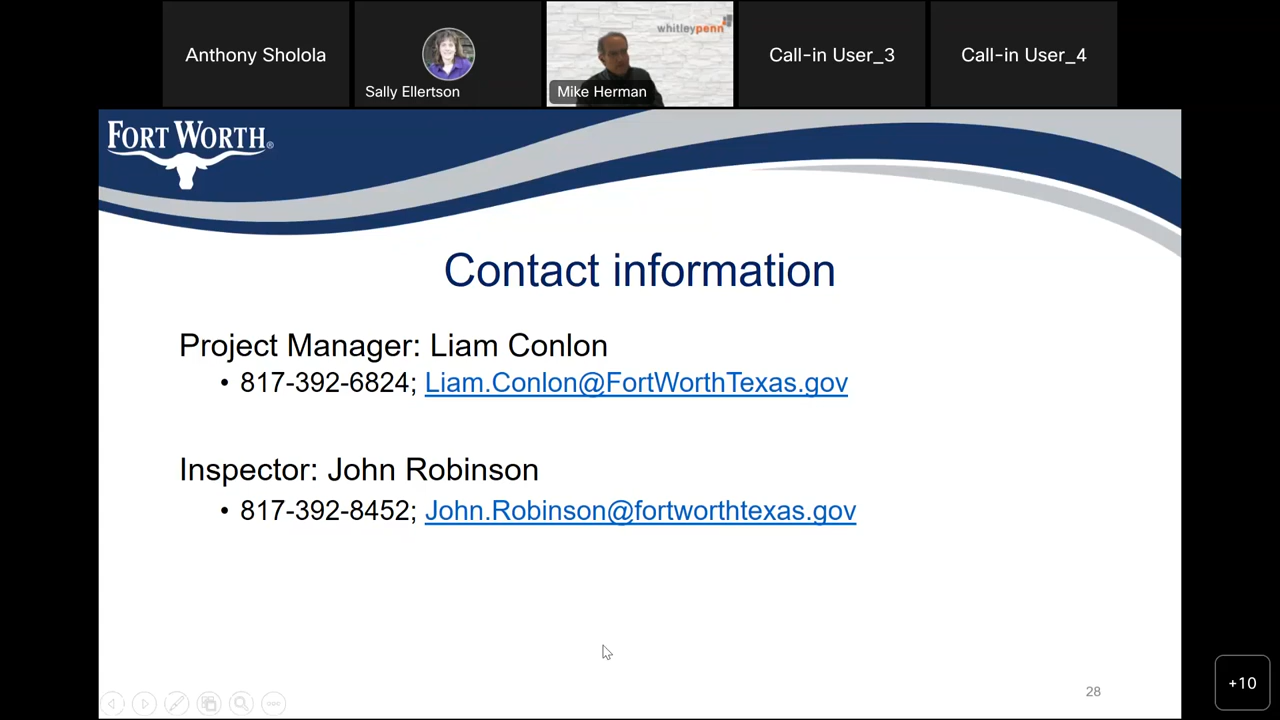 Anthony Sholola
Sally Ellertson
whitleypenn
Mike Herman
Call-in User_3
Call-in User_4
FORT WORTH®
Contact information
Project Manager: Liam Conlon
• 817-392-6824; Liam.Conlon@FortWorthTexas.gov
Inspector: John Robinson
• 817-392-8452; John.Robinson@fortworthtexas.gov
28
+10